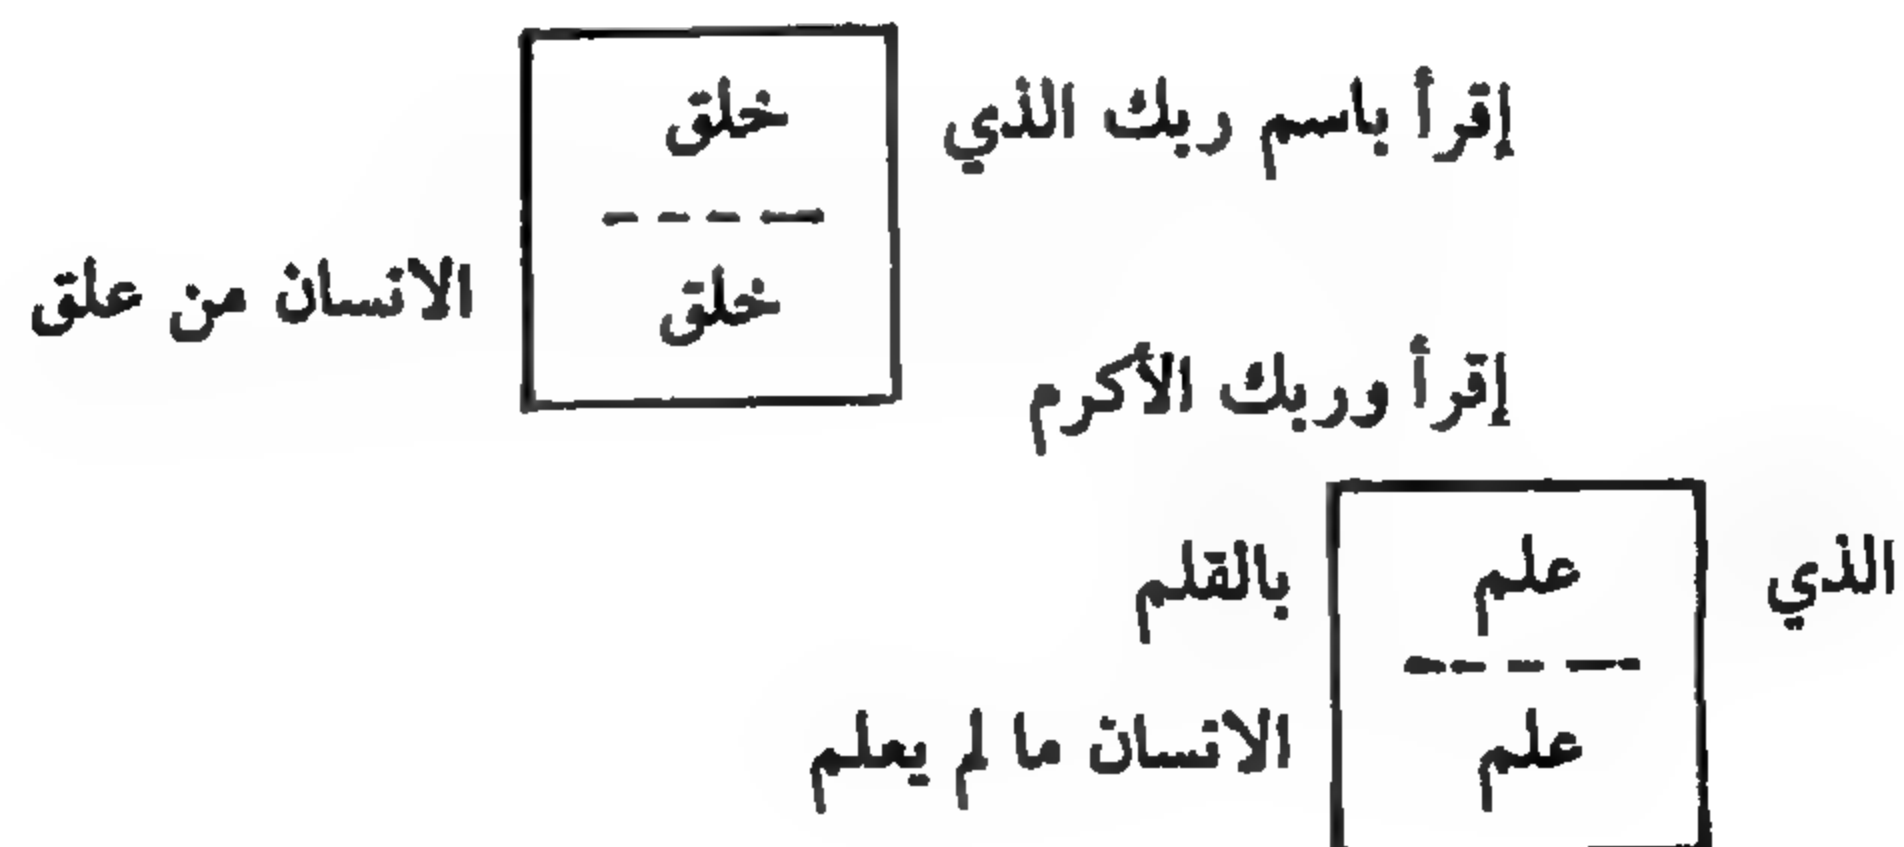 إقرأ باسم ربك الذي خلق
خلق الانسان من علق
إقرأ وربك الأكرم
الذي علم بالقلم
علم الانسان ما لم يعلم